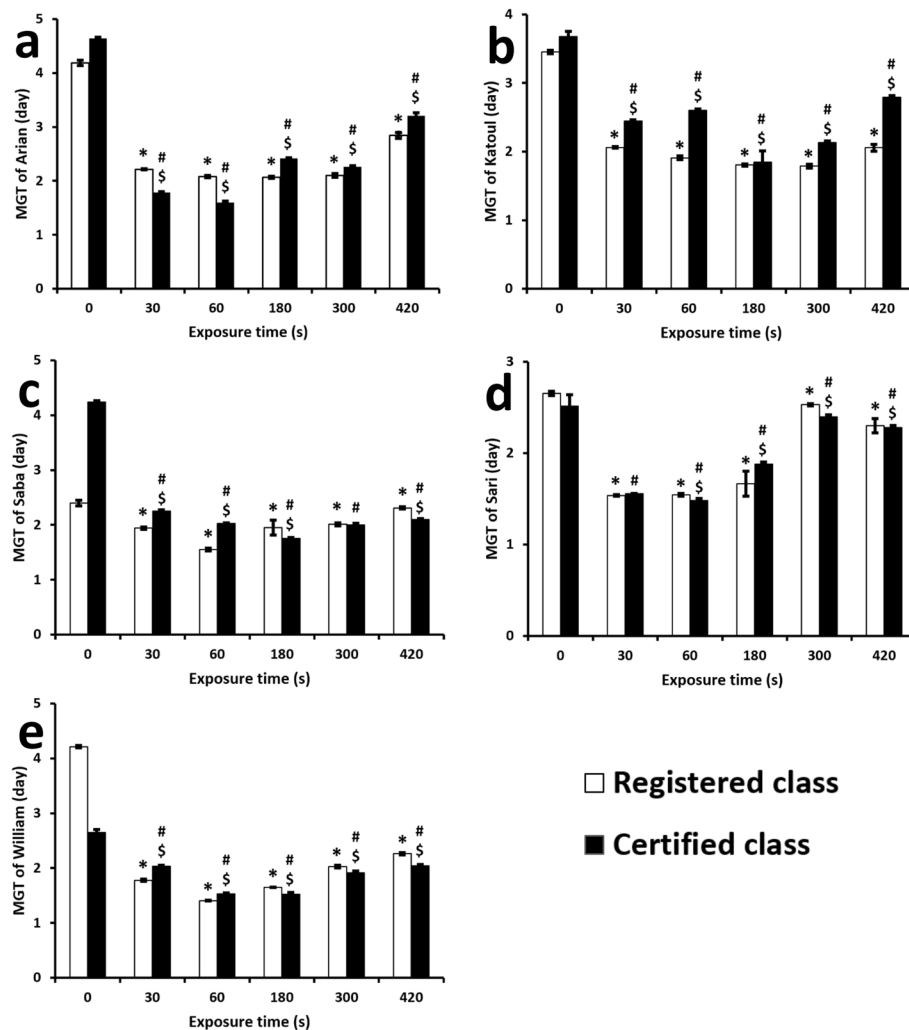 a
MGT of Arian (day)
5
4
3
2
1
0
* # $
* # $
* # $
* # $
* # $
0 30 60 180 300 420
Exposure time (s)
b
MGT of Katoul (day)
4
3
2
1
0
* # $
* # $
* # $
* # $
* # $
0 30 60 180 300 420
Exposure time (s)
c
MGT of Saba (day)
5
4
3
2
1
0
* # $
* # $
* # $
* #
* # $
0 30 60 180 300 420
Exposure time (s)
d
MGT of Sari (day)
3
2
1
0
* #
* # $
* # $
* # $
* # $
0 30 60 180 300 420
Exposure time (s)
e
MGT of William (day)
5
4
3
2
1
0
* # $
* # $
* # $
* # $
* # $
0 30 60 180 300 420
Exposure time (s)
Registered class
Certified class